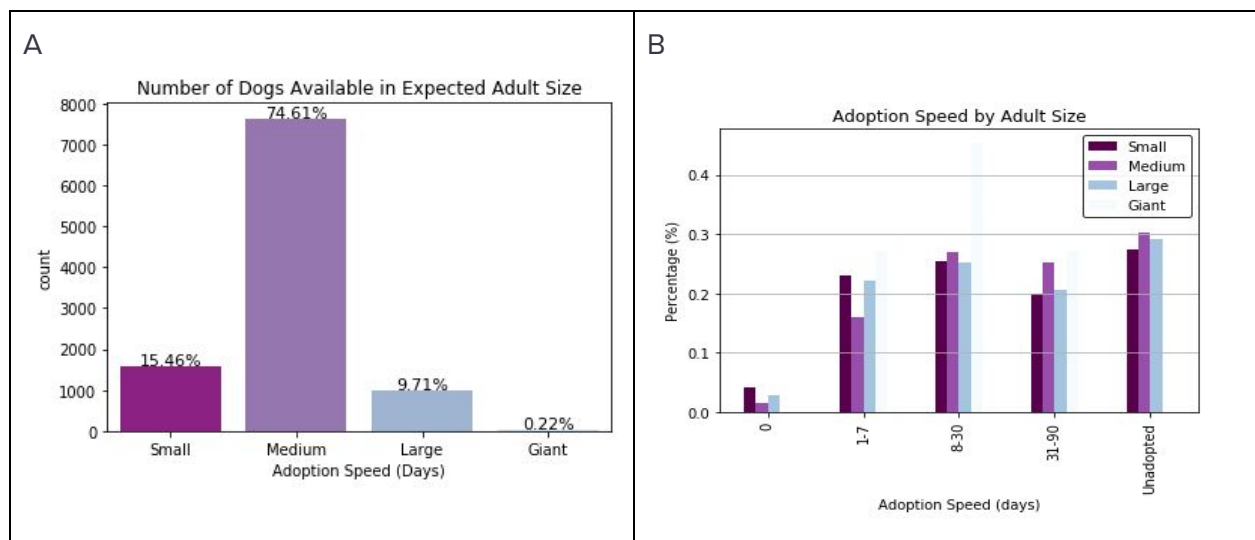 A
Number of Dogs Available in Expected Adult Size
8000
7000
6000
5000
4000
3000
2000
1000
0
count
15.46%
74.61%
9.71%
0.22%
Small
Medium
Large
Giant
Adoption Speed (Days)
B
Adoption Speed by Adult Size
Small
Medium
Large
Giant
0.4
0.3
0.2
0.1
0.0
Percentage (%)
0
1-7
8-30
31-90
Unadopted
Adoption Speed (days)